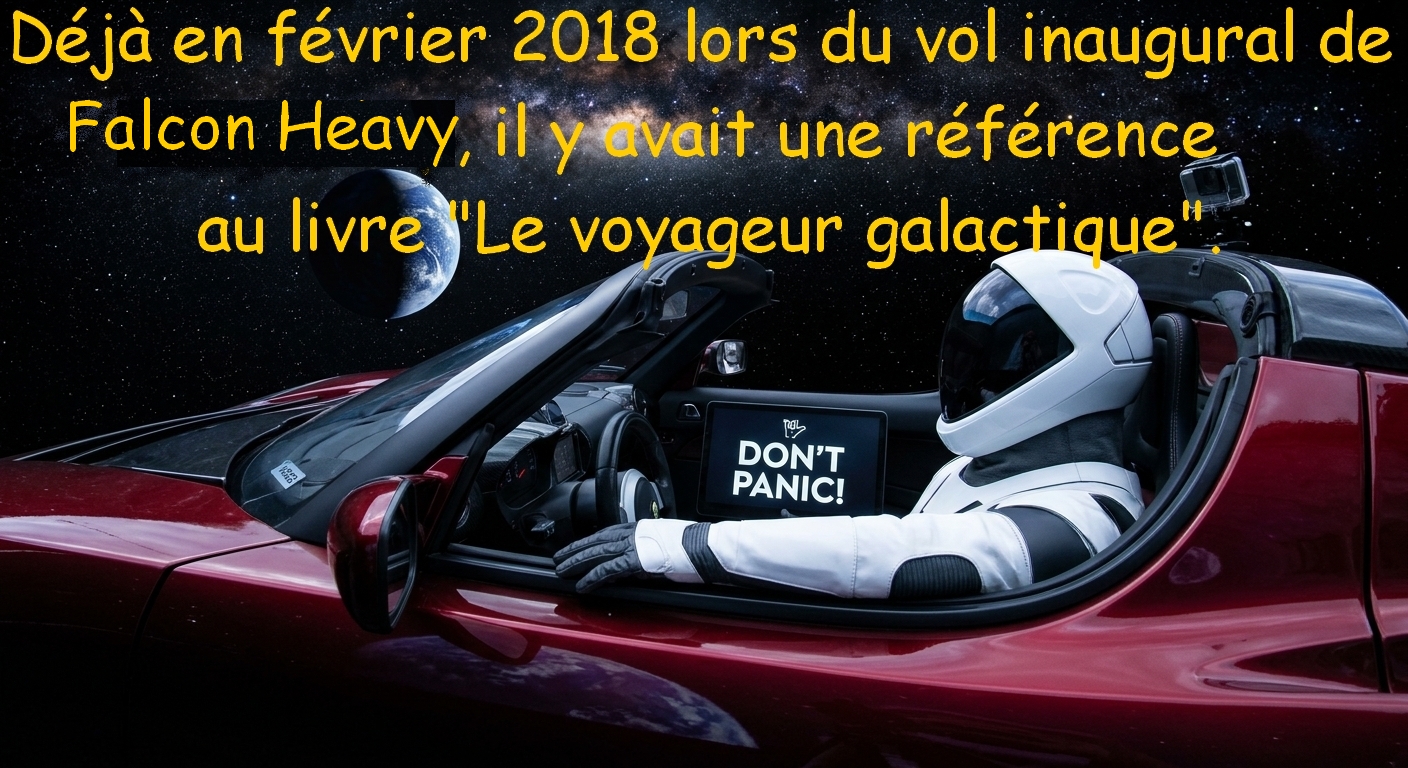 Déjà en février 2018 lors du vol inaugural de
Falcon Heavy, il y avait une référence
au livre "Le voyageur galactique".
DON'T
PANIC!